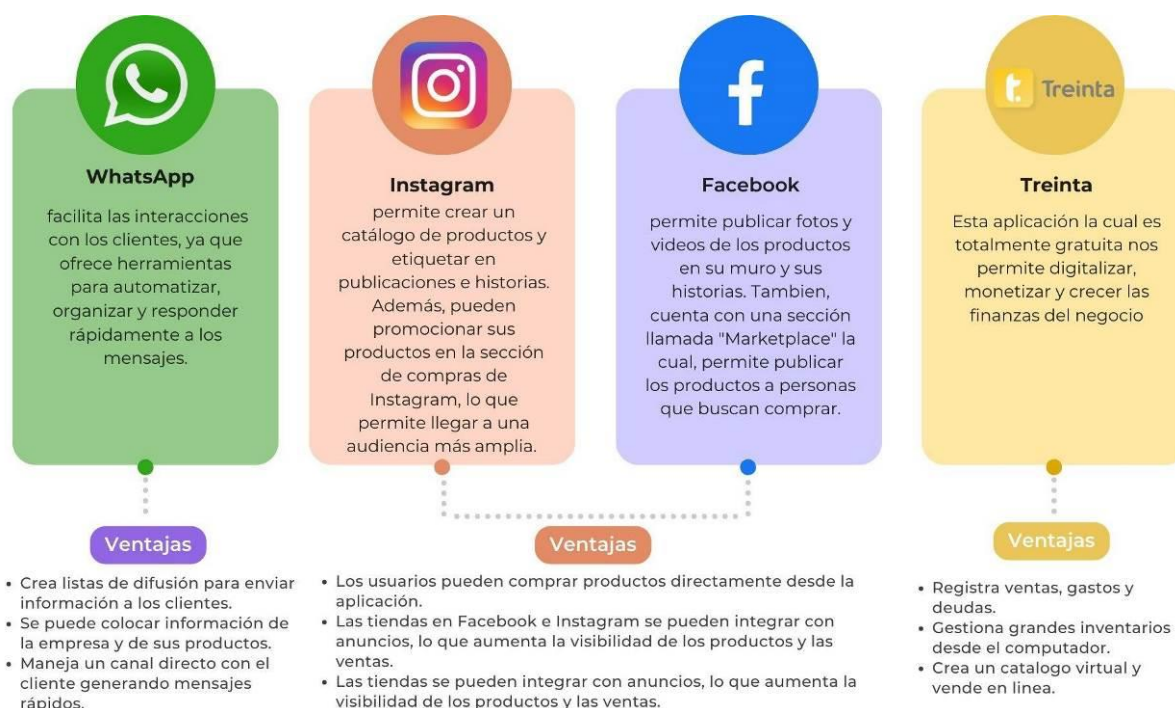 WhatsApp
facilita las interacciones
con los clientes, ya que
ofrece herramientas
para automatizar,
organizar y responder
rápidamente a los
mensajes.
Instagram
permite crear un
catálogo de productos y
etiquetar en
publicaciones e historias.
Además, pueden
promocionar sus
productos en la sección
de compras de
Instagram, lo que
permite llegar a una
audiencia más amplia.
Facebook
permite publicar fotos y
videos de los productos
en su muro y sus
historias. Tambien,
cuenta con una sección
llamada "Marketplace" la
cual, permite publicar
los productos a personas
que buscan comprar.
t. Treinta
Treinta
Esta aplicación la cual es
totalmente gratuita nos
permite digitalizar,
monetizar y crecer las
finanzas del negocio
Ventajas
• Crea listas de difusión para enviar
información a los clientes.
• Se puede colocar información de
la empresa y de sus productos.
• Maneja un canal directo con el
cliente generando mensajes
rápidos.
Ventajas
• Los usuarios pueden comprar productos directamente desde la
aplicación.
• Las tiendas en Facebook e Instagram se pueden integrar con
anuncios, lo que aumenta la visibilidad de los productos y las
ventas.
• Las tiendas se pueden integrar con anuncios, lo que aumenta la
visibilidad de los productos y las ventas.
Ventajas
• Registra ventas, gastos y
deudas.
• Gestiona grandes inventarios
desde el computador.
• Crea un catalogo virtual y
vende en linea.